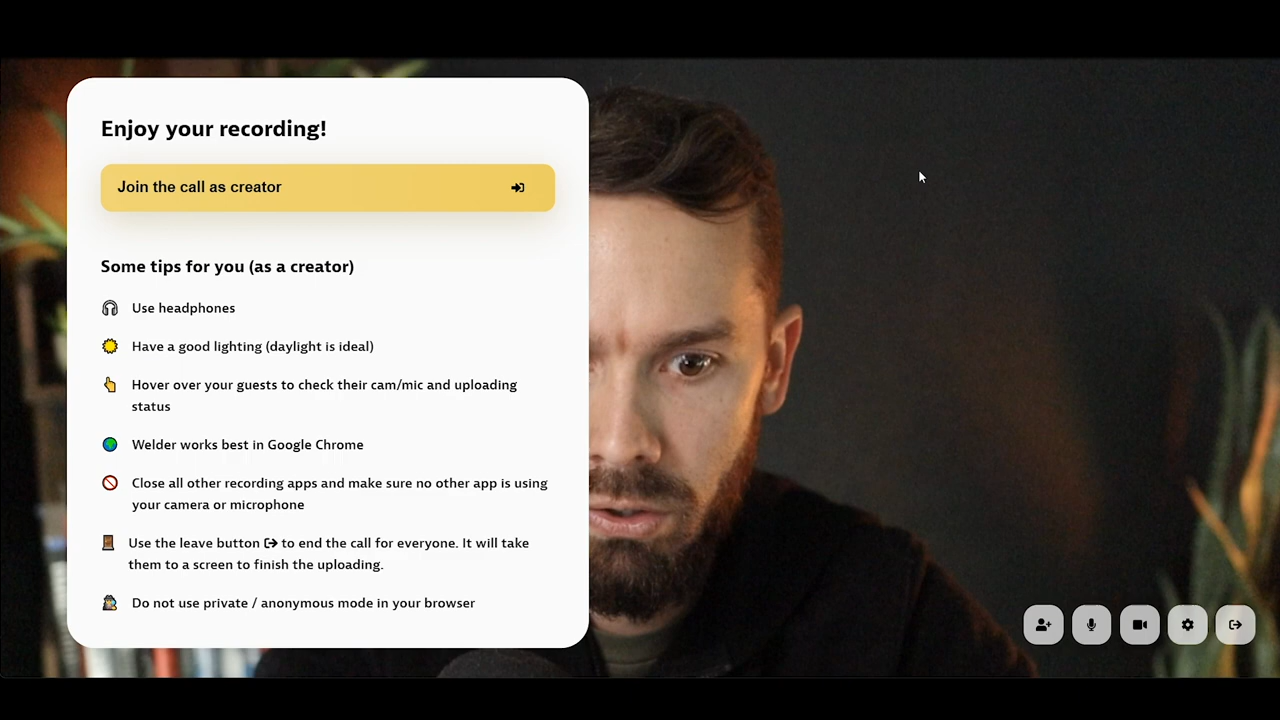 Enjoy your recording!
Join the call as creator
Some tips for you (as a creator)
Use headphones
Have a good lighting (daylight is ideal)
Hover over your guests to check their cam/mic and uploading
status
Welder works best in Google Chrome
Close all other recording apps and make sure no other app is using
your camera or microphone
Use the leave button to end the call for everyone. It will take
them to a screen to finish the uploading.
Do not use private / anonymous mode in your browser